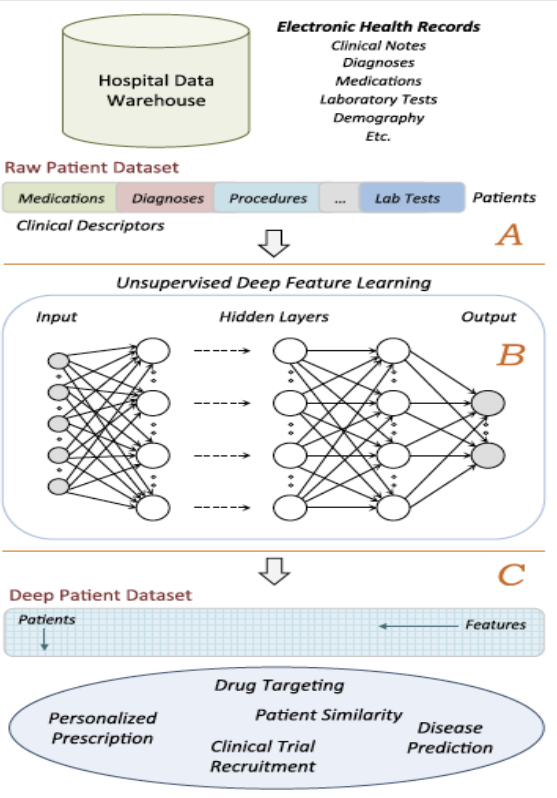 Electronic Health Records
Clinical Notes
Diagnoses
Medications
Laboratory Tests
Demography
Etc.
Hospital Data
Warehouse
Raw Patient Dataset
Medications Diagnoses Procedures ... Lab Tests Patients
Clinical Descriptors
A
Unsupervised Deep Feature Learning
Input Hidden Layers Output
B
C
Deep Patient Dataset
Patients
Features
Drug Targeting
Personalized
Prescription
Patient Similarity
Disease
Prediction
Clinical Trial
Recruitment